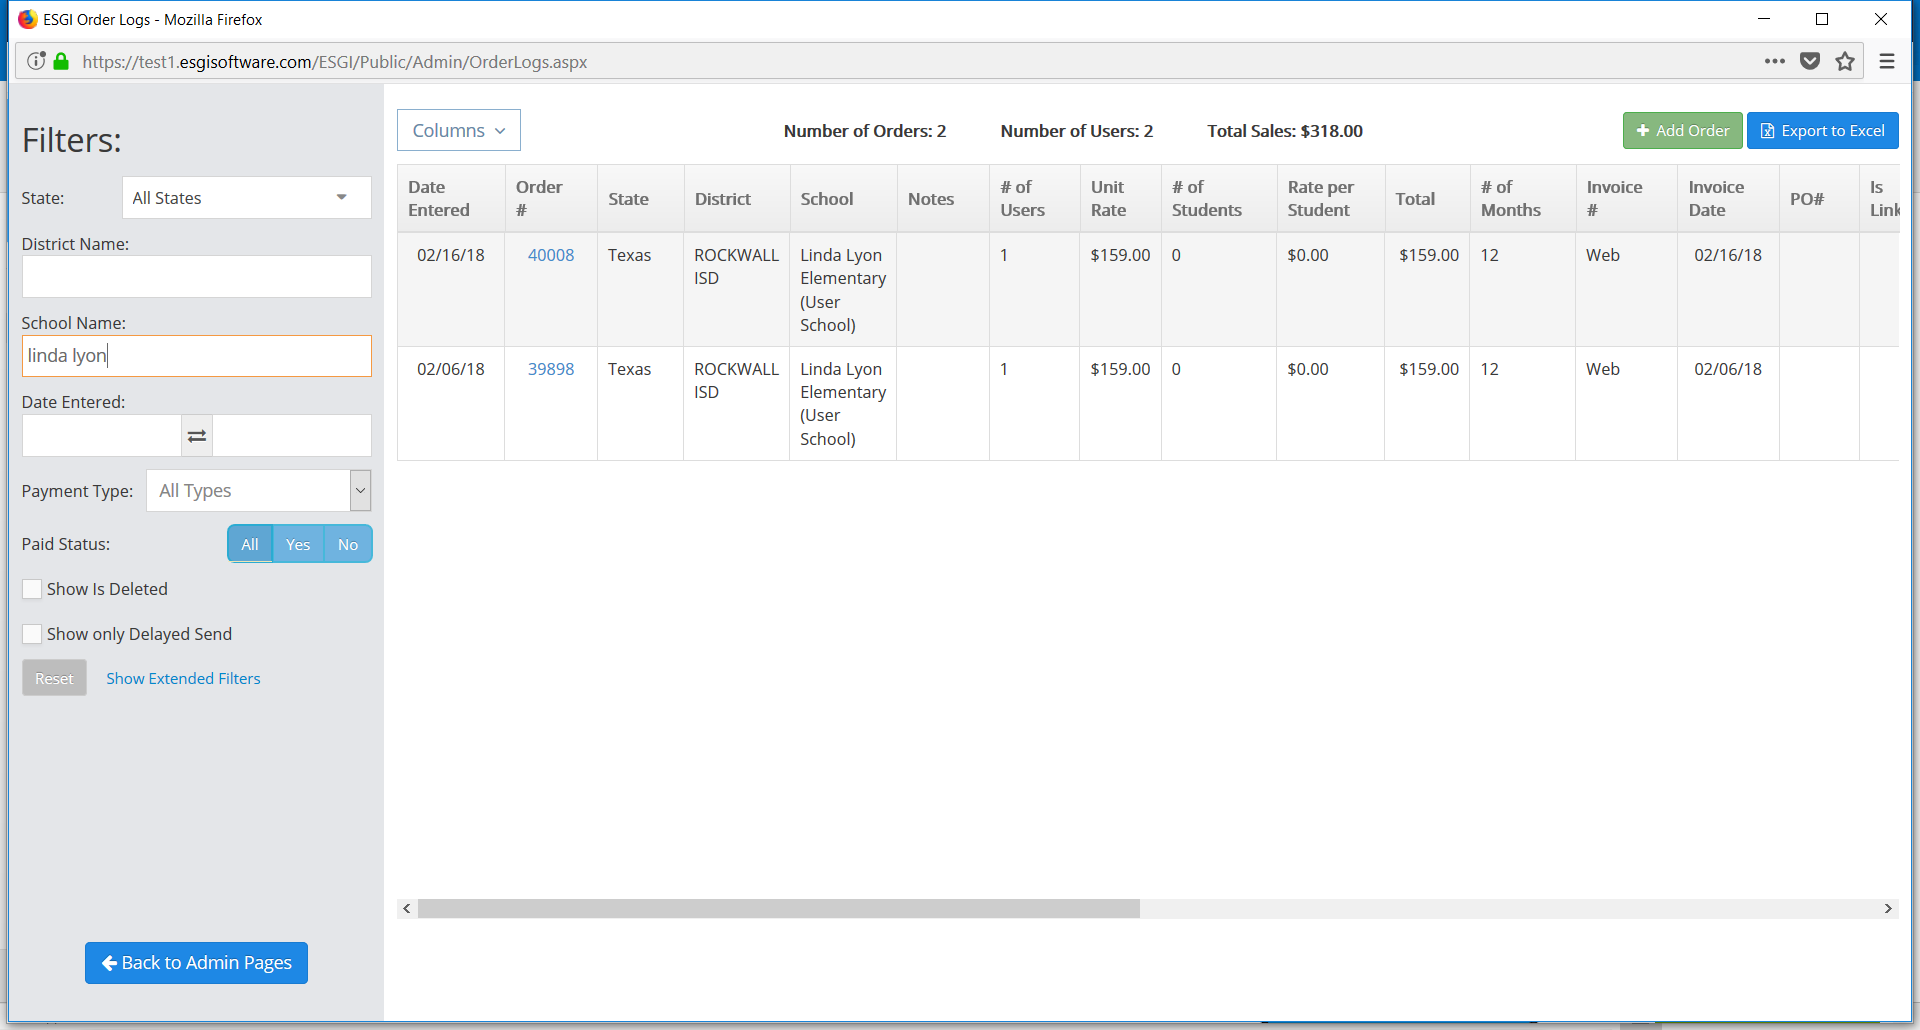 ESGI Order Logs - Mozilla Firefox
https://test1.esgisoftware.com/ESGI/Public/Admin/OrderLogs.aspx
Filters:
State: All States
District Name:
School Name:
linda lyon
Date Entered:
Payment Type: All Types
Paid Status: All Yes No
Show Is Deleted
Show only Delayed Send
Reset Show Extended Filters
Back to Admin Pages
Columns Number of Orders: 2 Number of Users: 2 Total Sales: $318.00 Add Order Export to Excel
Date Order # of Unit # of Rate per # of Invoice Invoice Is
Entered # State District School Notes Users Rate Students Student Total Months # Date PO# Link
02/16/18 40008 Texas ROCKWALL Linda Lyon 1 $159.00 0 $0.00 $159.00 12 Web 02/16/18
ISD Elementary
(User
School)
02/06/18 39898 Texas ROCKWALL Linda Lyon 1 $159.00 0 $0.00 $159.00 12 Web 02/06/18
ISD Elementary
(User
School)